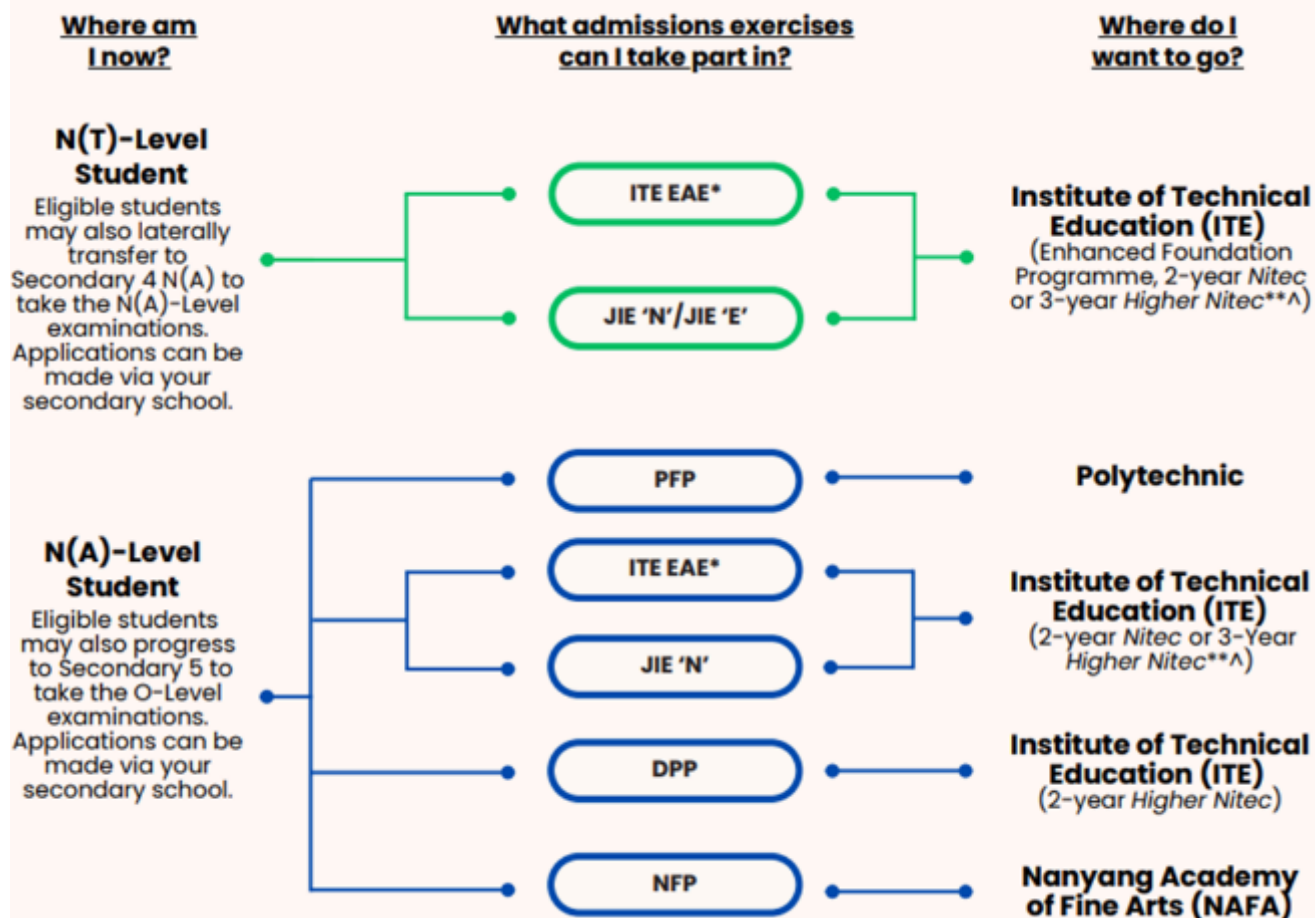 Where am
I now?
What admissions exercises
can I take part in?
Where do I
want to go?
N(T)-Level
Student
Eligible students
may also laterally
transfer to
Secondary 4 N(A) to
take the N(A)-Level
examinations.
Applications can be
made via your
secondary school.
ITE EAE*
JIE ‘N’/JIE ‘E’
Institute of Technical
Education (ITE)
(Enhanced Foundation
Programme, 2-year Nitec
or 3-year Higher Nitec**^)
N(A)-Level
Student
Eligible students
may also progress
to Secondary 5 to
take the O-Level
examinations.
Applications can be
made via your
secondary school.
PFP
Polytechnic
ITE EAE*
JIE ‘N’
Institute of Technical
Education (ITE)
(2-year Nitec or 3-Year
Higher Nitec**^)
DPP
Institute of Technical
Education (ITE)
(2-year Higher Nitec)
NFP
Nanyang Academy
of Fine Arts (NAFA)